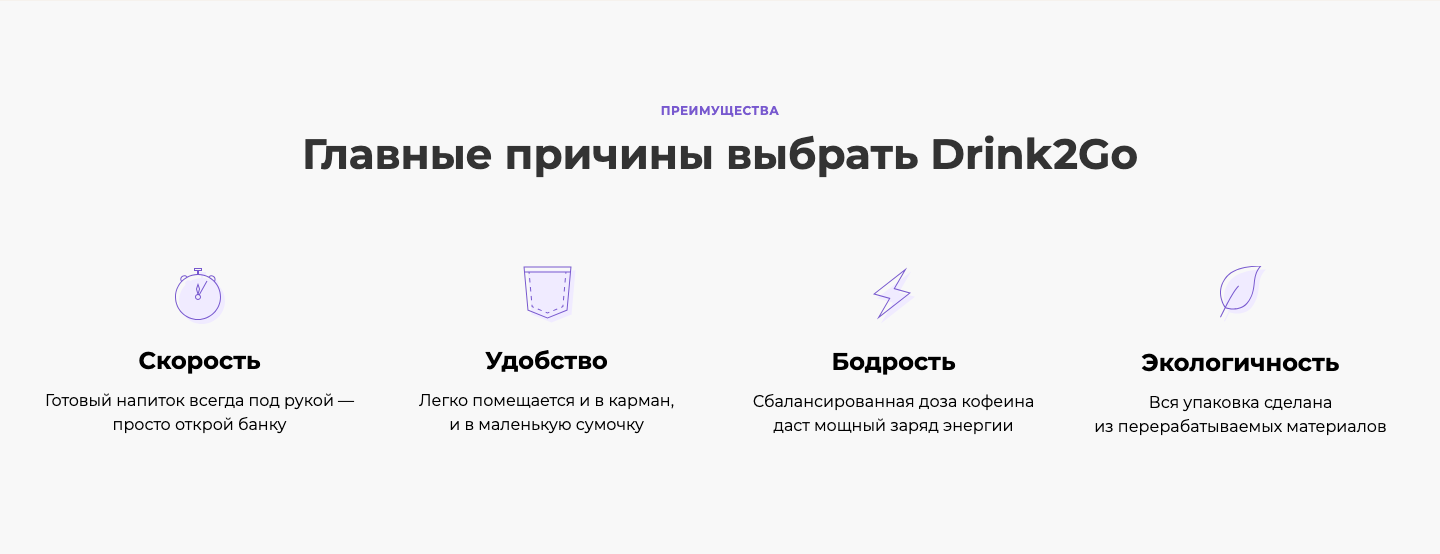 ПРЕИМУЩЕСТВА
Главные причины выбрать Drink2Go
Скорость
Готовый напиток всегда под рукой —
просто открой банку
Удобство
Легко помещается и в карман,
и в маленькую сумочку
Бодрость
Сбалансированная доза кофеина
даст мощный заряд энергии
Экологичность
Вся упаковка сделана
из перерабатываемых материалов